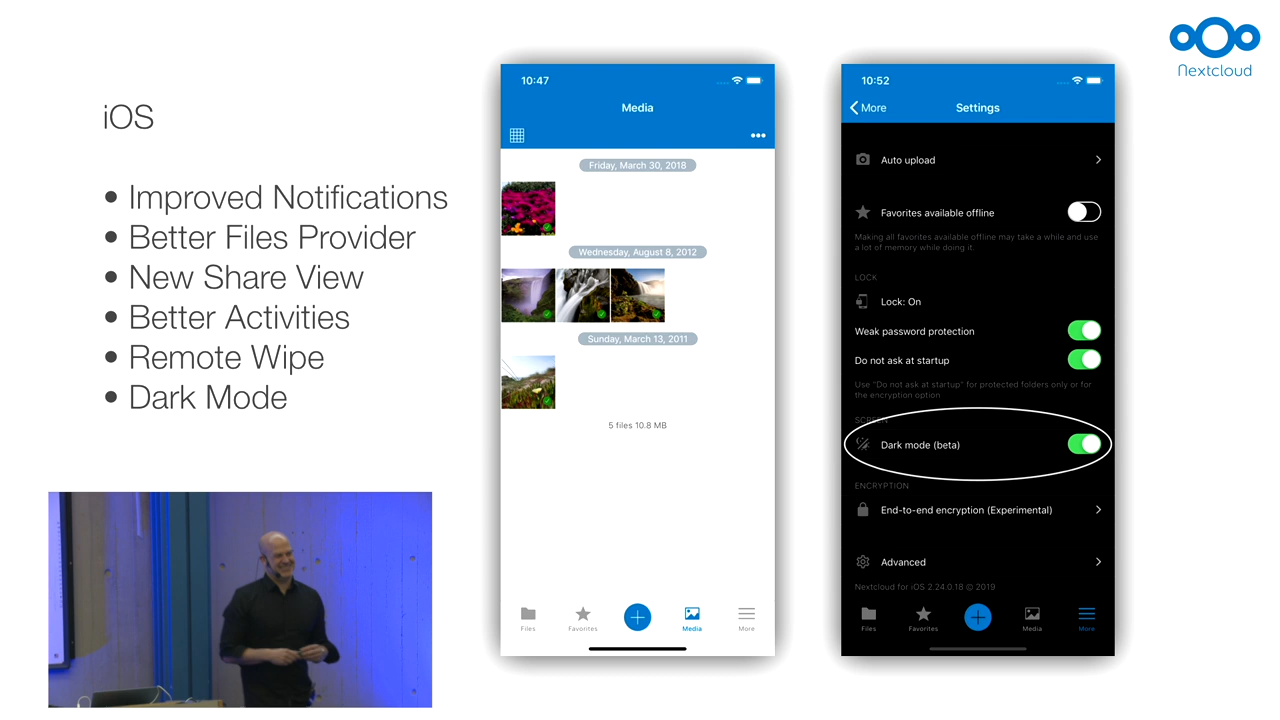 iOS
• Improved Notifications
• Better Files Provider
• New Share View
• Better Activities
• Remote Wipe
• Dark Mode
10:47
Media
Friday, March 30, 2018
Wednesday, August 8, 2012
Sunday, March 13, 2011
5 files 10.8 MB
Files Favorites Media More
10:52
More Settings
Auto upload
Favorites available offline
Making all favorites available offline may take a while and use
a lot of memory while doing it.
LOCK
Lock: On
Weak password protection
Do not ask at startup
Use "Do not ask at startup" for protected folders only or for
the encryption option
SCREEN
Dark mode (beta)
ENCRYPTION
End-to-end encryption (Experimental)
Advanced
Nextcloud for iOS 2.24.0.18 © 2019
Files Favorites Media More
Nextcloud